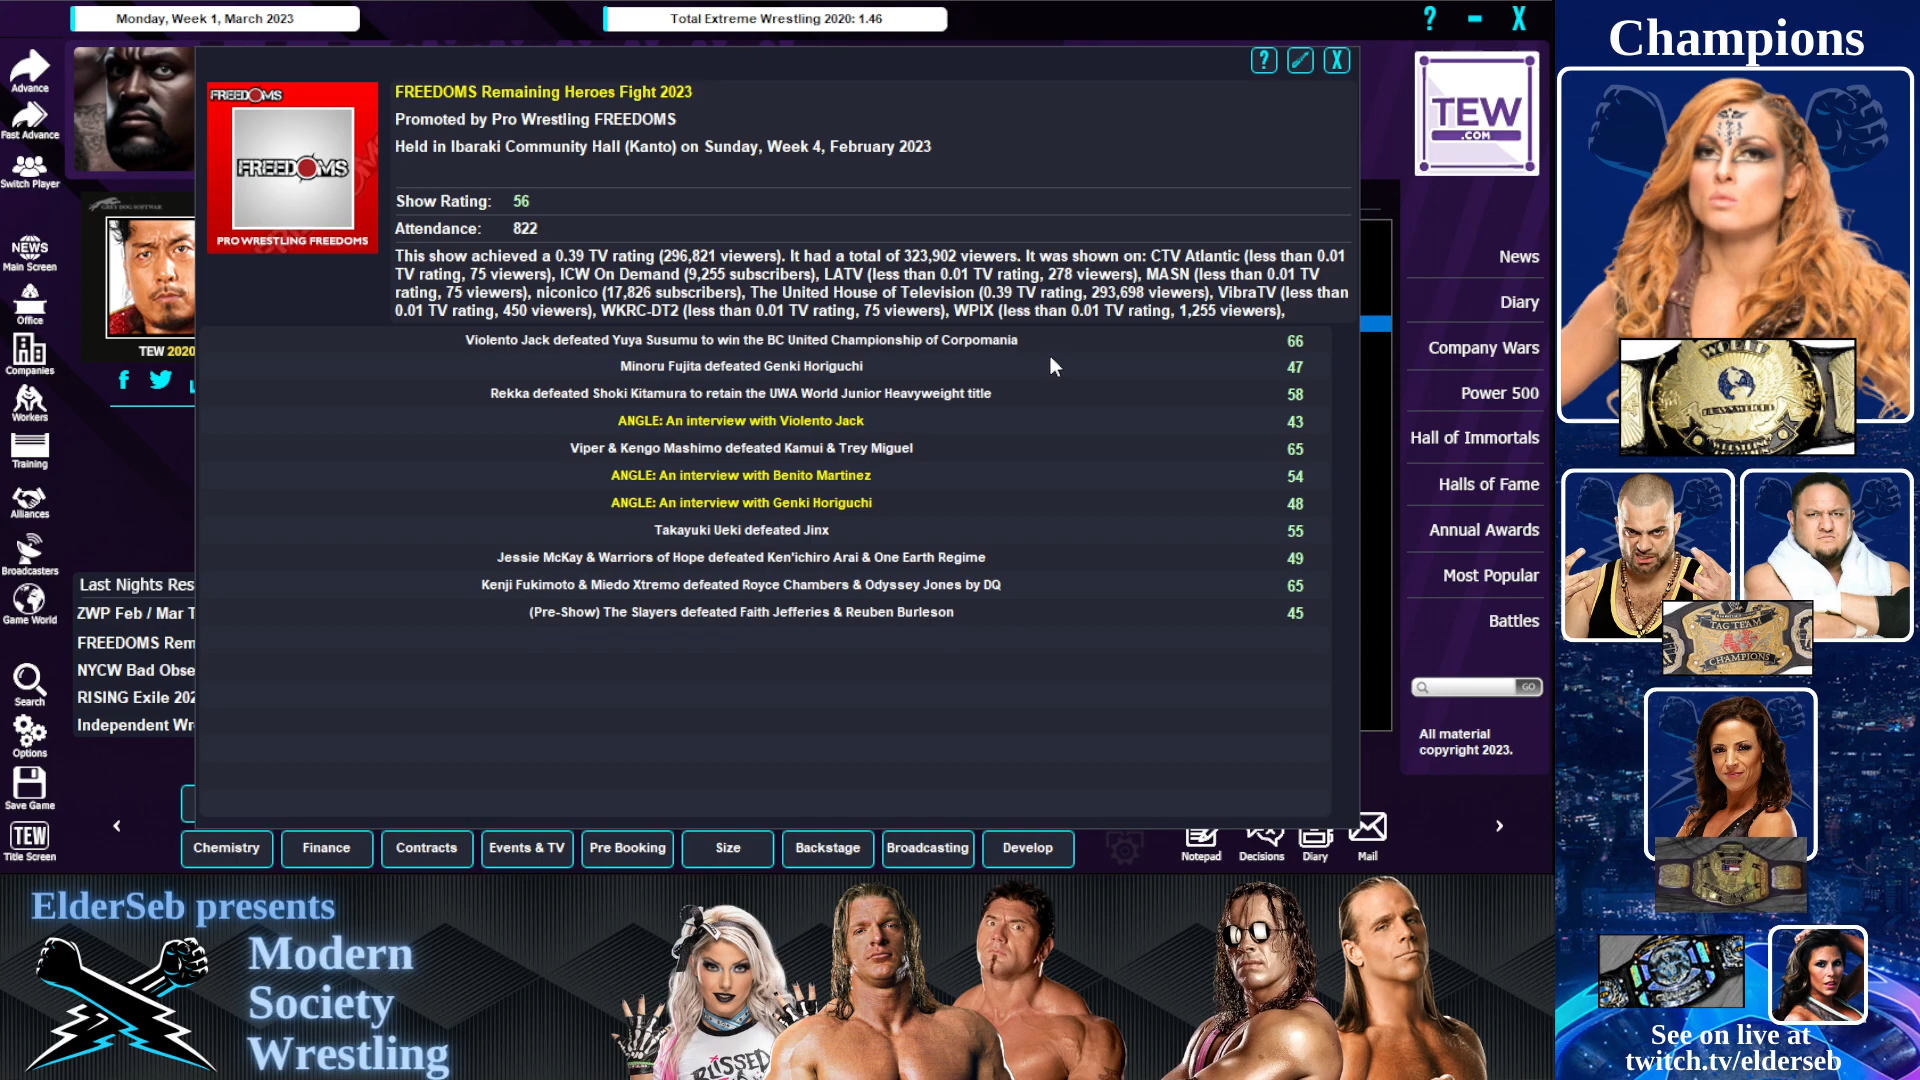 Monday, Week 1, March 2023
Total Extreme Wrestling 2020: 1.46
? – X
Champions
Advance
Fast Advance
Switch Player
NEWS
Main Screen
Office
Companies
Workers
Training
Alliances
Broadcasters
Game World
Search
Options
Save Game
TEW
Title Screen
? X
FREEDOMS
FREEDOMS
PRO WRESTLING FREEDOMS
FREEDOMS Remaining Heroes Fight 2023
Promoted by Pro Wrestling FREEDOMS
Held in Ibaraki Community Hall (Kanto) on Sunday, Week 4, February 2023
Show Rating: 56
Attendance: 822
This show achieved a 0.39 TV rating (296,821 viewers). It had a total of 323,902 viewers. It was shown on: CTV Atlantic (less than 0.01
TV rating, 75 viewers), ICW On Demand (9,255 subscribers), LATV (less than 0.01 TV rating, 278 viewers), MASN (less than 0.01 TV
rating, 75 viewers), niconico (17,826 subscribers), The United House of Television (0.39 TV rating, 293,698 viewers), VibraTV (less than
0.01 TV rating, 450 viewers), WKRC-DT2 (less than 0.01 TV rating, 75 viewers), WPIX (less than 0.01 TV rating, 1,255 viewers),
Violento Jack defeated Yuya Susumu to win the BC United Championship of Corpomania 66
Minoru Fujita defeated Genki Horiguchi 47
Rekka defeated Shoki Kitamura to retain the UWA World Junior Heavyweight title 58
ANGLE: An interview with Violento Jack 43
Viper & Kengo Mashimo defeated Kamui & Trey Miguel 65
ANGLE: An interview with Benito Martinez 54
ANGLE: An interview with Genki Horiguchi 48
Takayuki Ueki defeated Jinx 55
Jessie McKay & Warriors of Hope defeated Ken'ichiro Arai & One Earth Regime 49
Kenji Fukimoto & Miedo Xtremo defeated Royce Chambers & Odyssey Jones by DQ 65
(Pre-Show) The Slayers defeated Faith Jefferies & Reuben Burleson 45
TEW 2020
Last Nights Res
ZWP Feb / Mar T
FREEDOMS Rem
NYCW Bad Obse
RISING Exile 202
Independent Wr
TEW
.COM
News
Diary
Company Wars
Power 500
Hall of Immortals
Halls of Fame
Annual Awards
Most Popular
Battles
GO
All material
copyright 2023.
Chemistry
Finance
Contracts
Events & TV
Pre Booking
Size
Backstage
Broadcasting
Develop
Notepad
Decisions
Diary
Mail
WORLD
HEAVYWEIGHT
WRESTLING
TAG TEAM
CHAMPIONS
ElderSeb presents
Modern
Society
Wrestling
See on live at
twitch.tv/elderseb